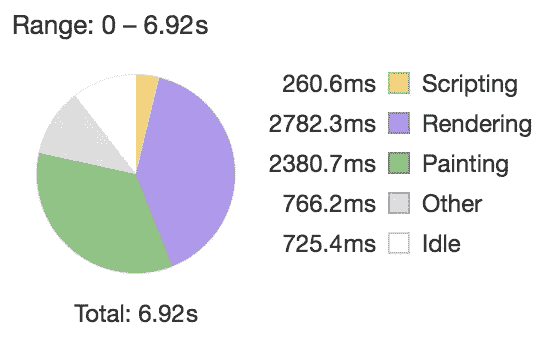 Range: 0 – 6.92s
260.6ms Scripting
2782.3ms Rendering
2380.7ms Painting
766.2ms Other
725.4ms Idle
Total: 6.92s